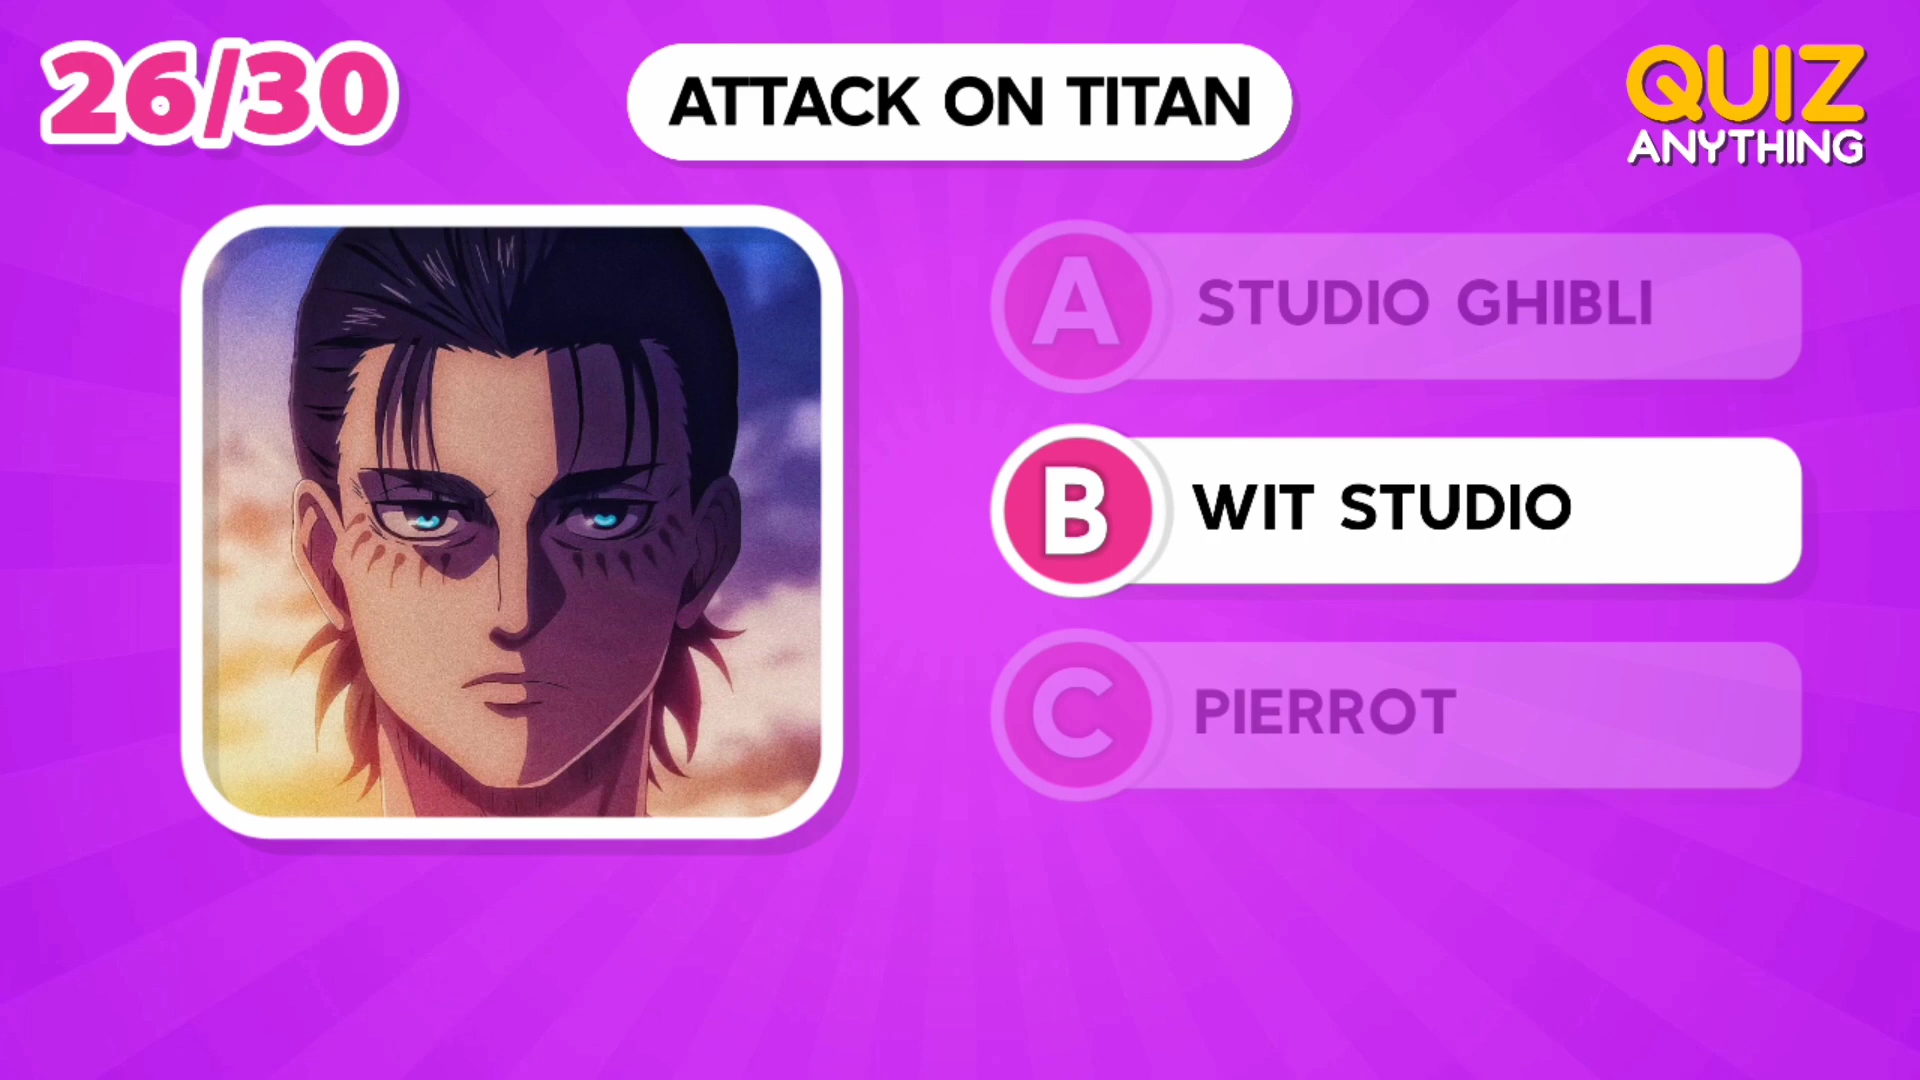 26/30
ATTACK ON TITAN
QUIZ
ANYTHING
A
STUDIO GHIBLI
B
WIT STUDIO
C
PIERROT